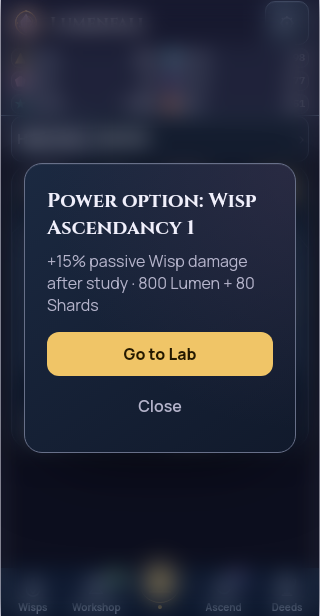 Power option: Wisp
Ascendancy 1
+15% passive Wisp damage
after study · 800 Lumen + 80
Shards
Go to Lab
Close
Wisps Workshop Ascend Deeds